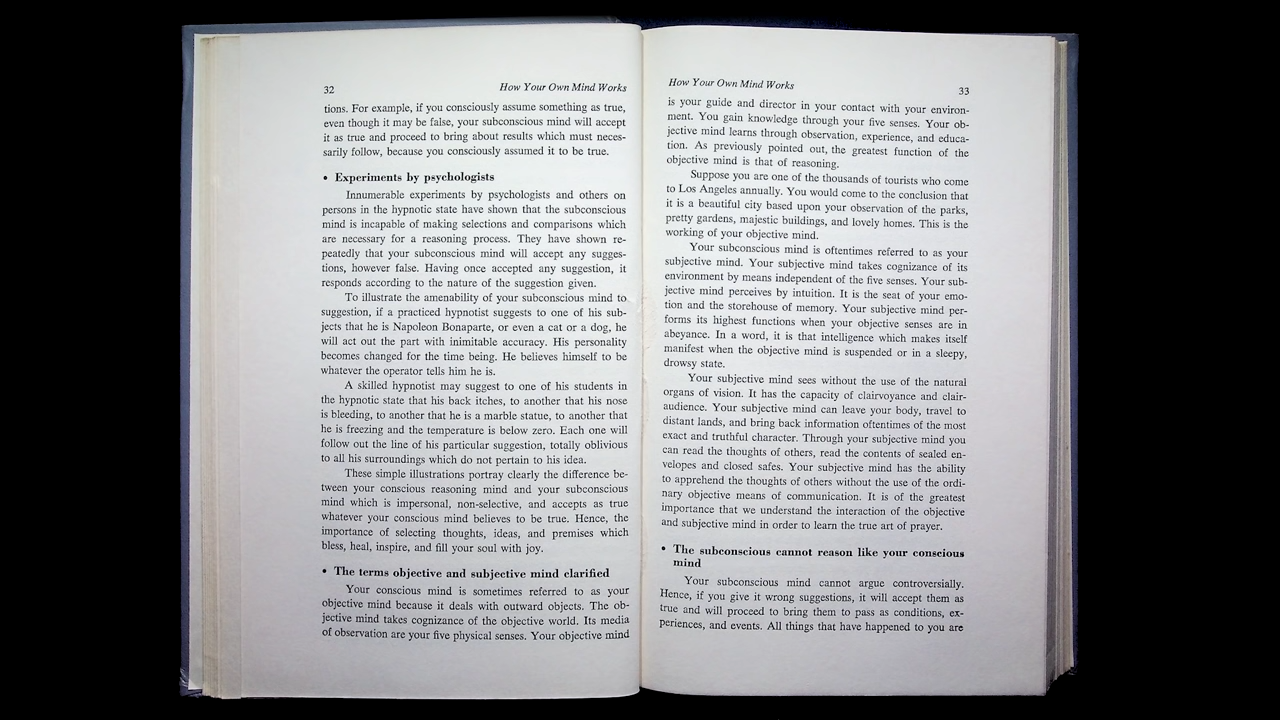 32
How Your Own Mind Works
tions. For example, if you consciously assume something as true,
even though it may be false, your subconscious mind will accept
it as true and proceed to bring about results which must neces-
sarily follow, because you consciously assumed it to be true.
• Experiments by psychologists
Innumerable experiments by psychologists and others on
persons in the hypnotic state have shown that the subconscious
mind is incapable of making selections and comparisons which
are necessary for a reasoning process. They have shown re-
peatedly that your subconscious mind will accept any sugges-
tions, however false. Having once accepted any suggestion, it
responds according to the nature of the suggestion given.
To illustrate the amenability of your subconscious mind to
suggestion, if a practiced hypnotist suggests to one of his sub-
jects that he is Napoleon Bonaparte, or even a cat or a dog, he
will act out the part with inimitable accuracy. His personality
becomes changed for the time being. He believes himself to be
whatever the operator tells him he is.
A skilled hypnotist may suggest to one of his students in
the hypnotic state that his back itches, to another that his nose
is bleeding, to another that he is a marble statue, to another that
he is freezing and the temperature is below zero. Each one will
follow out the line of his particular suggestion, totally oblivious
to all his surroundings which do not pertain to his idea.
These simple illustrations portray clearly the difference be-
tween your conscious reasoning mind and your subconscious
mind which is impersonal, non-selective, and accepts as true
whatever your conscious mind believes to be true. Hence, the
importance of selecting thoughts, ideas, and premises which
bless, heal, inspire, and fill your soul with joy.
• The terms objective and subjective mind clarified
Your conscious mind is sometimes referred to as your
objective mind because it deals with outward objects. The ob-
jective mind takes cognizance of the objective world. Its media
of observation are your five physical senses. Your objective mind
How Your Own Mind Works
33
is your guide and director in your contact with your environ-
ment. You gain knowledge through your five senses. Your ob-
jective mind learns through observation, experience, and educa-
tion. As previously pointed out, the greatest function of the
objective mind is that of reasoning.
Suppose you are one of the thousands of tourists who come
to Los Angeles annually. You would come to the conclusion that
it is a beautiful city based upon your observation of the parks,
pretty gardens, majestic buildings, and lovely homes. This is the
working of your objective mind.
Your subconscious mind is oftentimes referred to as your
subjective mind. Your subjective mind takes cognizance of its
environment by means independent of the five senses. Your sub-
jective mind perceives by intuition. It is the seat of your emo-
tion and the storehouse of memory. Your subjective mind per-
forms its highest functions when your objective senses are in
abeyance. In a word, it is that intelligence which makes itself
manifest when the objective mind is suspended or in a sleepy,
drowsy state.
Your subjective mind sees without the use of the natural
organs of vision. It has the capacity of clairvoyance and clair-
audience. Your subjective mind can leave your body, travel to
distant lands, and bring back information oftentimes of the most
exact and truthful character. Through your subjective mind you
can read the thoughts of others, read the contents of sealed en-
velopes and closed safes. Your subjective mind has the ability
to apprehend the thoughts of others without the use of the ordi-
nary objective means of communication. It is of the greatest
importance that we understand the interaction of the objective
and subjective mind in order to learn the true art of prayer.
• The subconscious cannot reason like your conscious
mind
Your subconscious mind cannot argue controversially.
Hence, if you give it wrong suggestions, it will accept them as
true and will proceed to bring them to pass as conditions, ex-
periences, and events. All things that have happened to you are